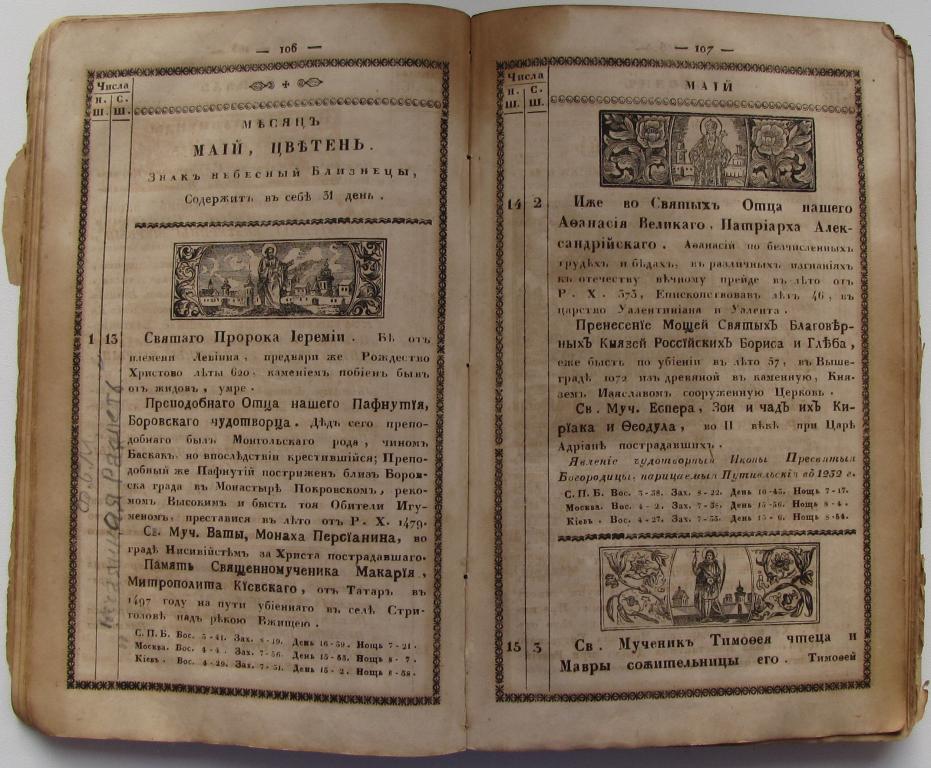 — 106 —
Числа
Н. С.
Ш. Ш.
МѢСЯЦЪ
МАІЙ, ЦВѢТЕНЬ.
Знакъ небесный Близнецы,
Содержитъ въ себѣ 31 день.
1 13 Святаго Пророка Іереміи. Бѣ отъ
племени Левіина, предвари же Рождество
Христово лѣты 620, каменіемъ побіенъ бывъ
отъ жидовъ, умре.
Преподобнаго Отца нашего Пафнутія,
Боровскаго чудотворца. Дѣдъ сего препо-
добнаго былъ Монгольскаго рода, чиномъ
Баскакъ, но впослѣдствіи крестившійся; Препо-
добный же Пафнутій постриженъ близъ Боров-
ска града въ Монастырѣ Покровскомъ, реко-
момъ Высокимъ и бысть тоя Обители Игу-
меномъ, преставися въ лѣто отъ Р. Х. 1479.
Св. Муч. Ваты, Монаха Персіанина, во
градѣ Нисивійстѣмъ за Христа пострадавшаго.
Память Священномученика Макарія,
Митрополита Кіевскаго, отъ Татаръ въ
1497 году на пути убіеннаго въ селѣ Стри-
головѣ надъ рѣкою Вжищею.
С. П. Б. Вос. 3-41. Зах. 8-19. День 16-39. Нощь 7-21.
Москва. Вос. 4-4. Зах. 7-56. День 15-53. Нощь 8-7.
Кіевъ. Вос. 4-29. Зах. 7-31. День 15-2. Нощь 8-58.
— 107 —
Числа
Н. С.
Ш. Ш.
МАІЙ
14 2 Иже во Святыхъ Отца нашего
Аѳанасія Великаго, Патріарха Алек-
сандрійскаго. Аѳанасій по безчисленныхъ
трудѣхъ и бѣдахъ, въ различныхъ изгнаніяхъ
къ отечеству вѣчному прейде въ лѣто отъ
Р. Х. 373, Епископствовавъ лѣтъ 46, въ
царство Уалентиніана и Уалента.
Пренесеніе Мощей Святыхъ Благовѣр-
ныхъ Князей Россійскихъ Бориса и Глѣба,
еже бысть по убіеніи въ лѣто 57, въ Выше-
градѣ 1072 изъ древяной въ каменную, Кня-
земъ Изяславомъ сооруженную Церковь.
Св. Муч. Еспера, Зои и чадъ ихъ Ки-
ріака и Ѳеодула, во II вѣкѣ при Царѣ
Адріанѣ пострадавшихъ.
Явленіе чудотворныя Иконы Пресвятыя
Богородицы, нарицаемыя Путивльскія въ 1232 г.
С. П. Б. Вос. 3-38. Зах. 8-22. День 16-43. Нощь 7-17.
Москва. Вос. 4-2. Зах. 7-58. День 15-56. Нощь 8-4.
Кіевъ. Вос. 4-27. Зах. 7-33. День 15-6. Нощь 8-54.
15 3 Св. Мученикъ Тимоѳея чтеца и
Мавры сожительницы его. Тимоѳей